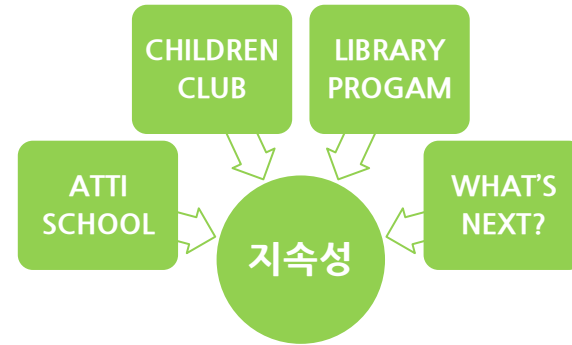 CHILDREN
CLUB
LIBRARY
PROGAM
ATTI
SCHOOL
WHAT'S
NEXT?
지속성